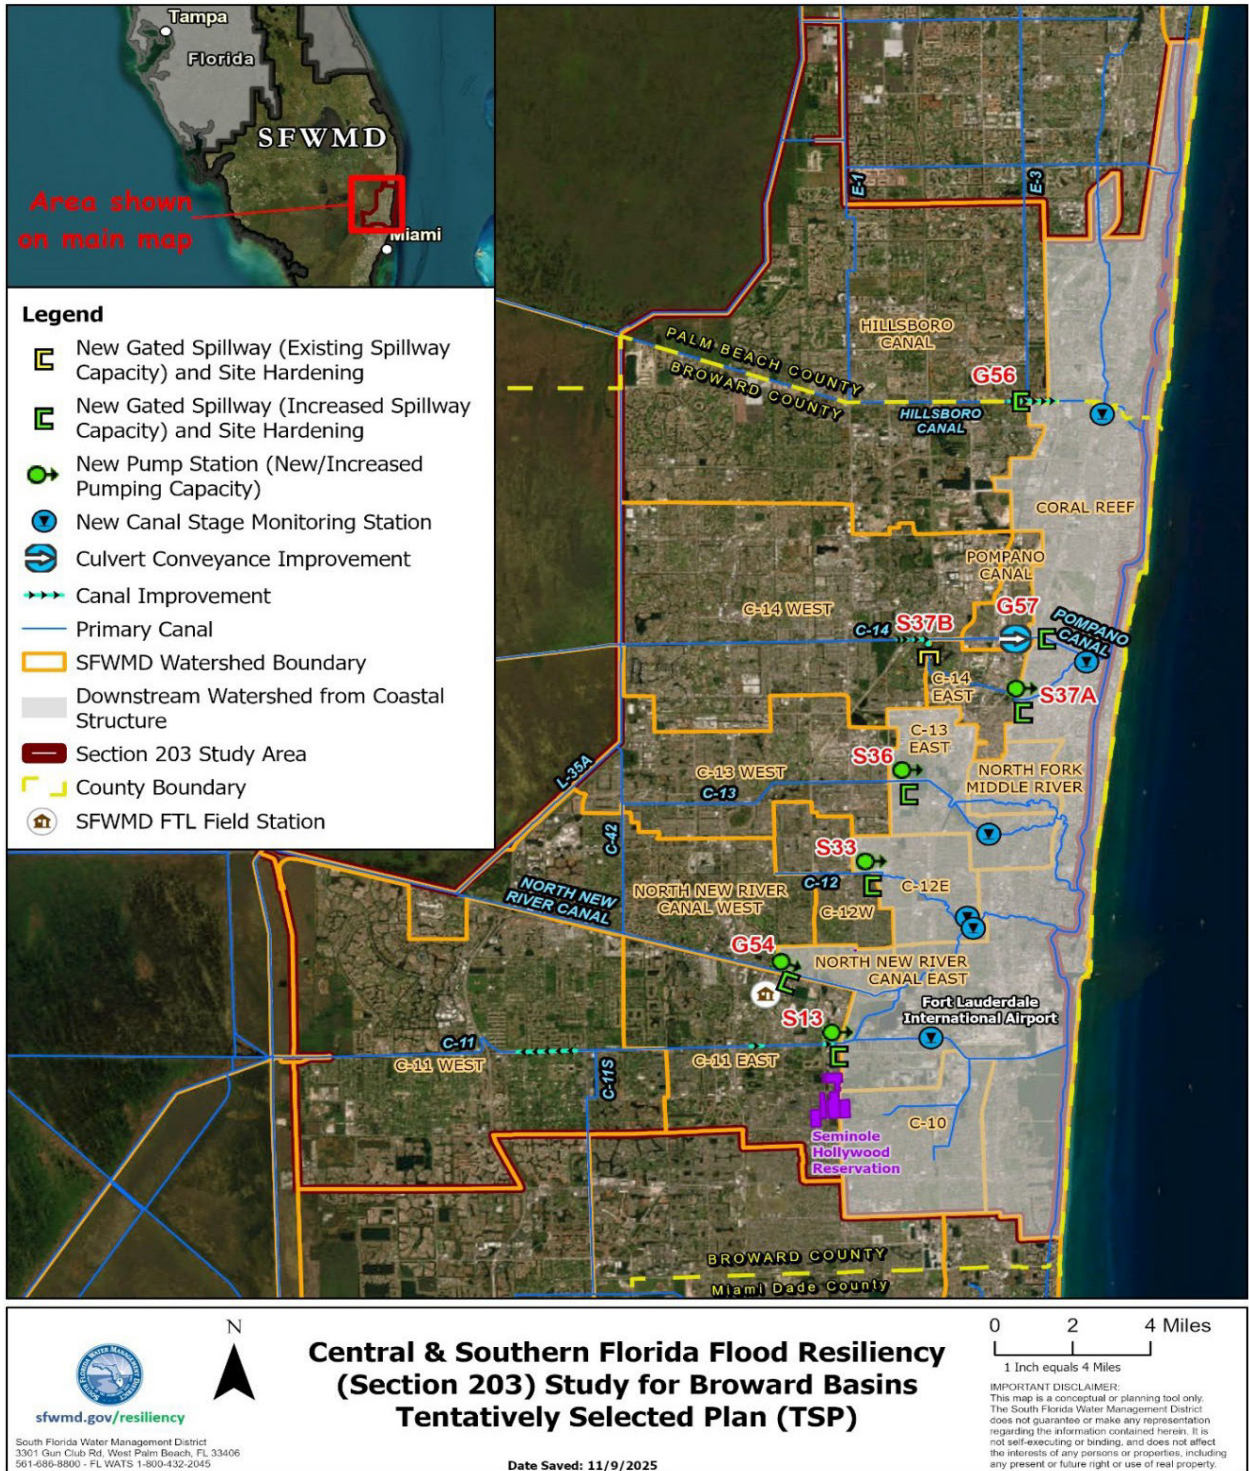 Tampa
Florida
SFWMD
Area shown
on main map
Miami
Legend
New Gated Spillway (Existing Spillway
Capacity) and Site Hardening
New Gated Spillway (Increased Spillway
Capacity) and Site Hardening
New Pump Station (New/Increased
Pumping Capacity)
New Canal Stage Monitoring Station
Culvert Conveyance Improvement
Canal Improvement
Primary Canal
SFWMD Watershed Boundary
Downstream Watershed from Coastal
Structure
Section 203 Study Area
County Boundary
SFWMD FTL Field Station
E-1
E-3
HILLSBORO
CANAL
PALM BEACH COUNTY
BROWARD COUNTY
G56
HILLSBORO
CANAL
CORAL REEF
POMPANO
CANAL
C-14 WEST
G57
S37B
C-14
POMPANO
CANAL
C-14
EAST
S37A
C-13
EAST
S36
C-13 WEST
NORTH FORK
MIDDLE RIVER
L-35A
C-13
C-42
S33
C-12
C-12E
NORTH NEW
RIVER CANAL
NORTH NEW RIVER
CANAL WEST
C-12W
G54
NORTH NEW RIVER
CANAL EAST
Fort Lauderdale
International Airport
S13
C-11
C-11 WEST
C-11S
C-11 EAST
C-10
Seminole
Hollywood
Reservation
BROWARD COUNTY
Miami Dade County
SOUTH FLORIDA WATER MANAGEMENT DISTRICT
sfwmd.gov/resiliency
South Florida Water Management District
3301 Gun Club Rd, West Palm Beach, FL 33406
561-686-8800 - FL WATS 1-800-432-2045
N
Central & Southern Florida Flood Resiliency
(Section 203) Study for Broward Basins
Tentatively Selected Plan (TSP)
Date Saved: 11/9/2025
0 2 4 Miles
1 Inch equals 4 Miles
IMPORTANT DISCLAIMER:
This map is a conceptual or planning tool only.
The South Florida Water Management District
does not guarantee or make any representation
regarding the information contained herein. It is
not self-executing or binding, and does not affect
the interests of any persons or properties, including
any present or future right or use of real property.